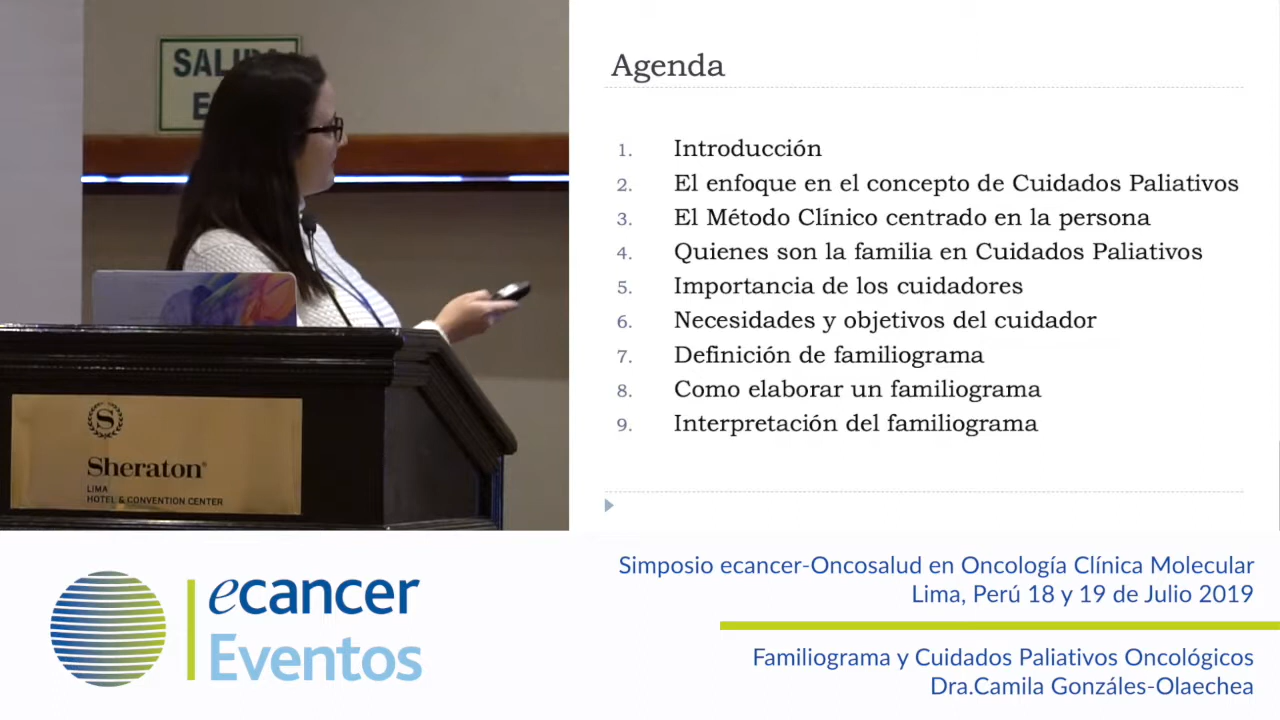 SALIDA
Sheraton
LIMA
HOTEL & CONVENTION CENTER
Agenda
1. Introducción
2. El enfoque en el concepto de Cuidados Paliativos
3. El Método Clínico centrado en la persona
4. Quienes son la familia en Cuidados Paliativos
5. Importancia de los cuidadores
6. Necesidades y objetivos del cuidador
7. Definición de familiograma
8. Como elaborar un familiograma
9. Interpretación del familiograma
ecancer
Eventos
Simposio ecancer-Oncosalud en Oncología Clínica Molecular
Lima, Perú 18 y 19 de Julio 2019
Familiograma y Cuidados Paliativos Oncológicos
Dra.Camila Gonzáles-Olaechea